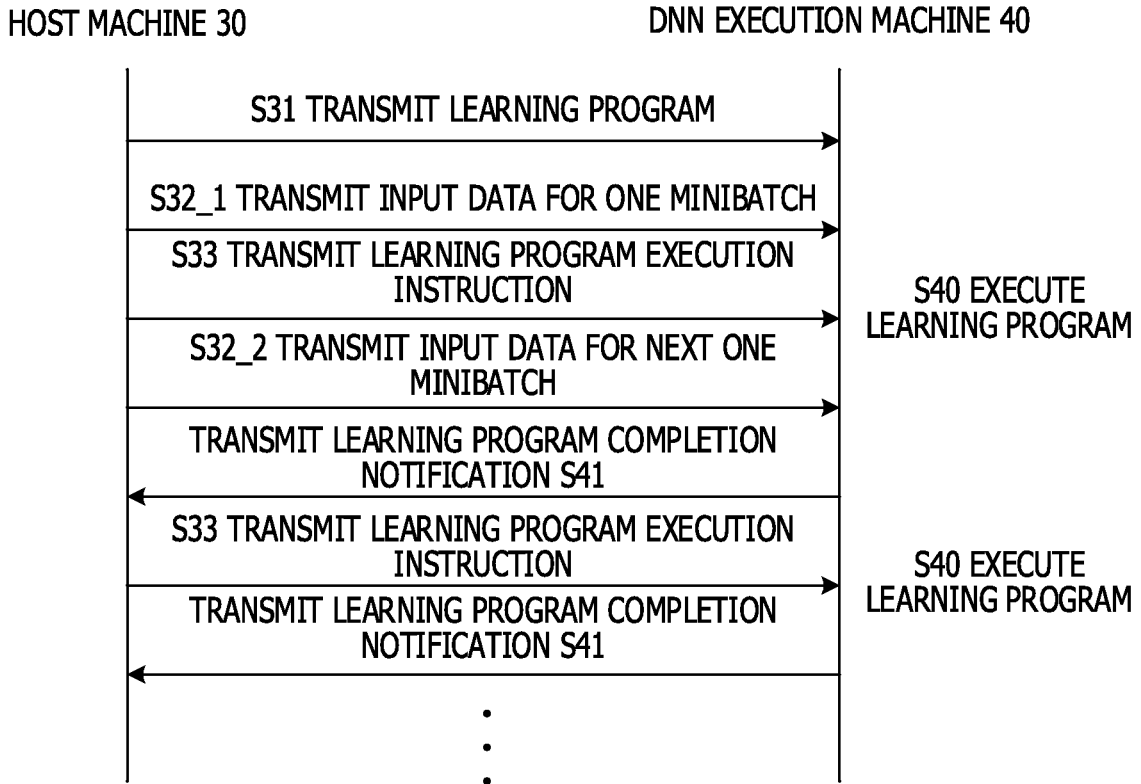 HOST MACHINE 30
DNN EXECUTION MACHINE 40
S31 TRANSMIT LEARNING PROGRAM
S32_1 TRANSMIT INPUT DATA FOR ONE MINIBATCH
S33 TRANSMIT LEARNING PROGRAM EXECUTION
INSTRUCTION
S40 EXECUTE
LEARNING PROGRAM
S32_2 TRANSMIT INPUT DATA FOR NEXT ONE
MINIBATCH
TRANSMIT LEARNING PROGRAM COMPLETION
NOTIFICATION S41
S33 TRANSMIT LEARNING PROGRAM EXECUTION
INSTRUCTION
S40 EXECUTE
LEARNING PROGRAM
TRANSMIT LEARNING PROGRAM COMPLETION
NOTIFICATION S41